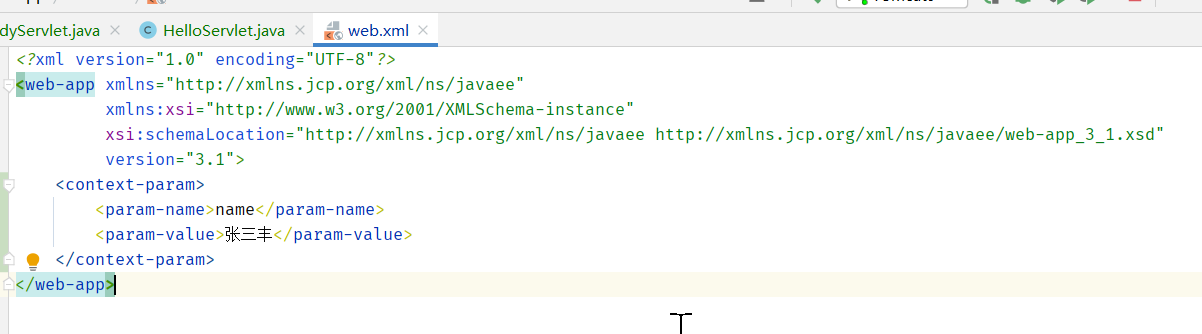 dyServlet.java
HelloServlet.java
web.xml
<?xml version="1.0" encoding="UTF-8"?>
<web-app xmlns="http://xmlns.jcp.org/xml/ns/javaee"
xmlns:xsi="http://www.w3.org/2001/XMLSchema-instance"
xsi:schemaLocation="http://xmlns.jcp.org/xml/ns/javaee http://xmlns.jcp.org/xml/ns/javaee/web-app_3_1.xsd"
version="3.1">
<context-param>
<param-name>name</param-name>
<param-value>张三丰</param-value>
</context-param>
</web-app>